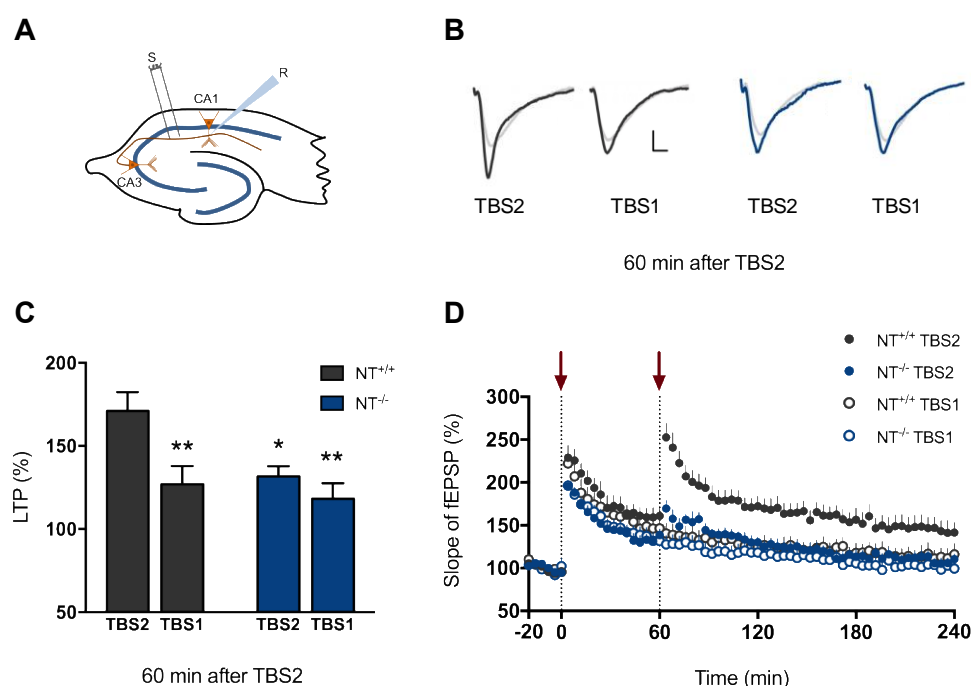 A
S
R
CA1
CA3
B
TBS2 TBS1 TBS2 TBS1
60 min after TBS2
C
LTP (%)
200
150
100
50
NT+/+
NT-/-
**
*
**
TBS2 TBS1 TBS2 TBS1
60 min after TBS2
D
NT+/+ TBS2
NT-/- TBS2
NT+/+ TBS1
NT-/- TBS1
Slope of fEPSP (%)
300
250
200
150
100
50
-20 0 60 120 180 240
Time (min)